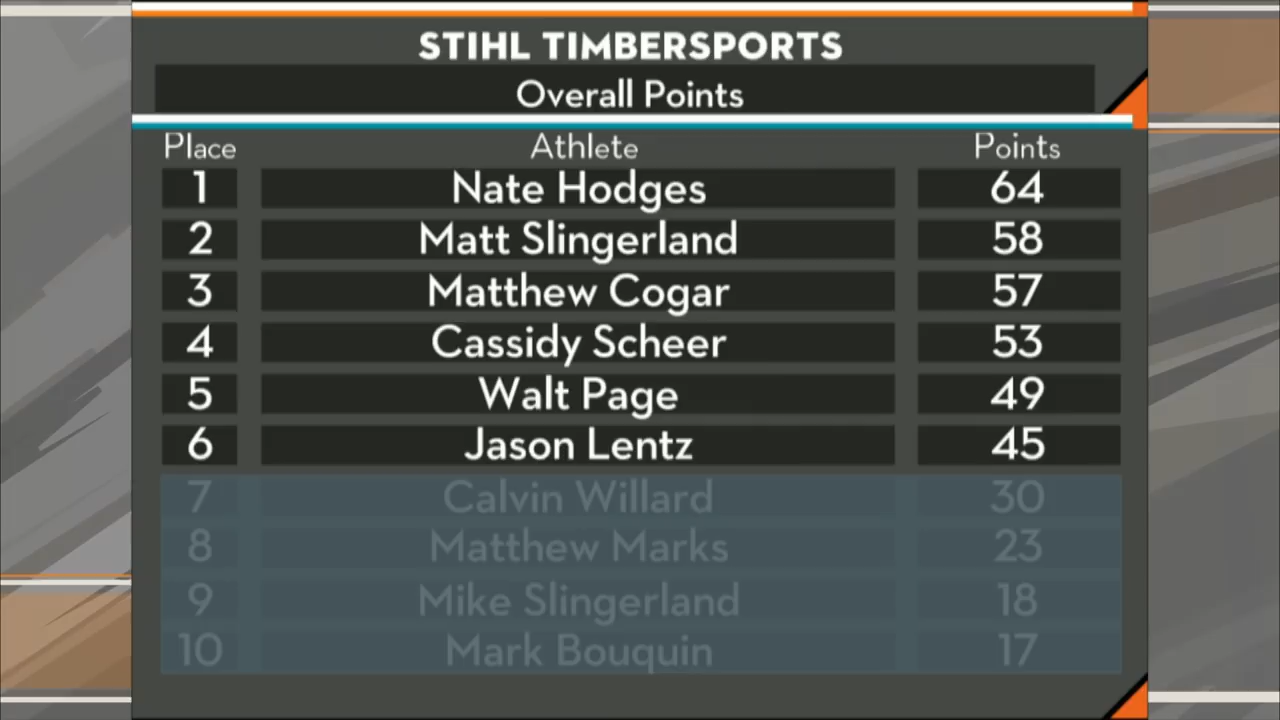 STIHL TIMBERSPORTS
Overall Points
Place Athlete Points
1 Nate Hodges 64
2 Matt Slingerland 58
3 Matthew Cogar 57
4 Cassidy Scheer 53
5 Walt Page 49
6 Jason Lentz 45
7 Calvin Willard 30
8 Matthew Marks 23
9 Mike Slingerland 18
10 Mark Bouquin 17